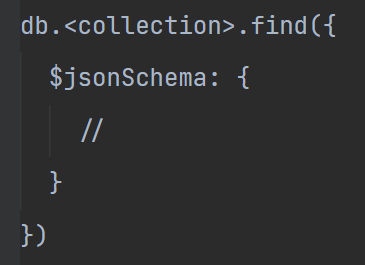 db.<collection>.find({
  $jsonSchema: {
    //
  }
})